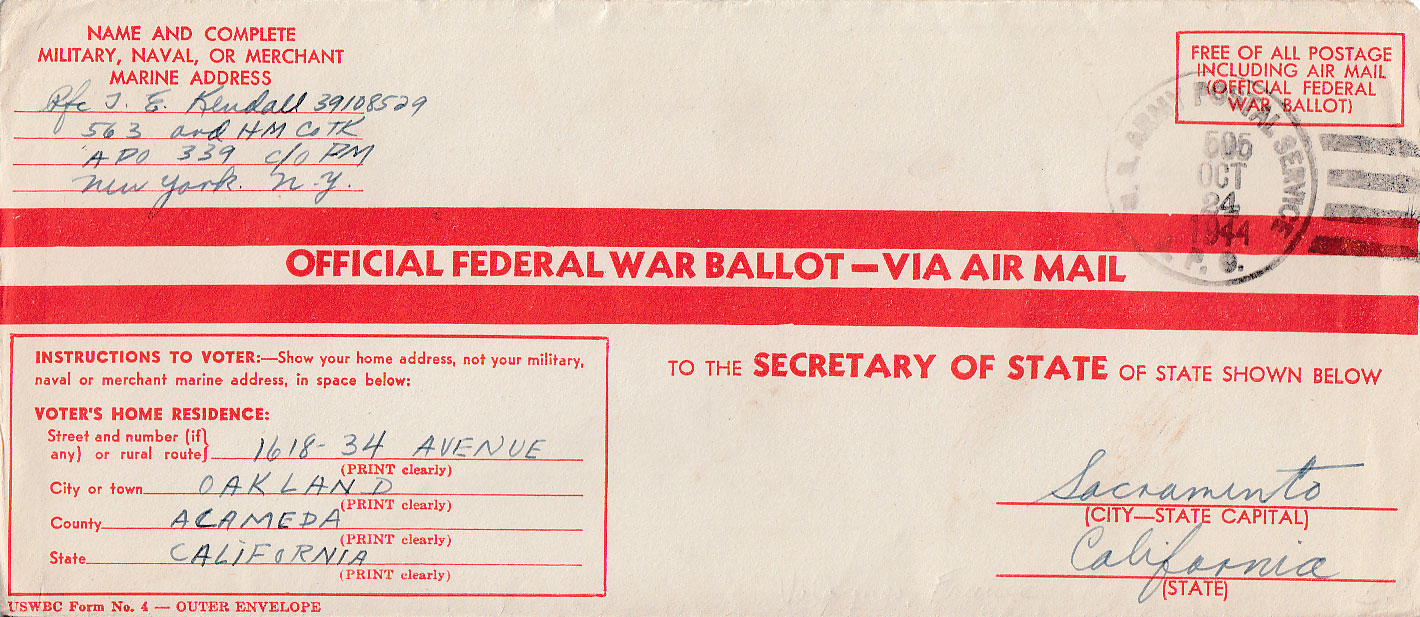 NAME AND COMPLETE
MILITARY, NAVAL, OR MERCHANT
MARINE ADDRESS
Pfc J. E. Kendall 39108529
563 ord HM Co TK
APO 339 c/o PM
New York. N.Y.
FREE OF ALL POSTAGE
INCLUDING AIR MAIL
(OFFICIAL FEDERAL
WAR BALLOT)
U. S. ARMY POSTAL SERVICE
OCT
24
1944
A. P. O.
OFFICIAL FEDERAL WAR BALLOT—VIA AIR MAIL
INSTRUCTIONS TO VOTER:—Show your home address, not your military,
naval or merchant marine address, in space below:
VOTER'S HOME RESIDENCE:
Street and number (if
any) or rural route
1618-34 AVENUE
(PRINT clearly)
City or town OAKLAND
(PRINT clearly)
County ALAMEDA
(PRINT clearly)
State CALIFORNIA
(PRINT clearly)
USWBC Form No. 4 — OUTER ENVELOPE
TO THE SECRETARY OF STATE OF STATE SHOWN BELOW
Sacramento
(CITY—STATE CAPITAL)
California
(STATE)